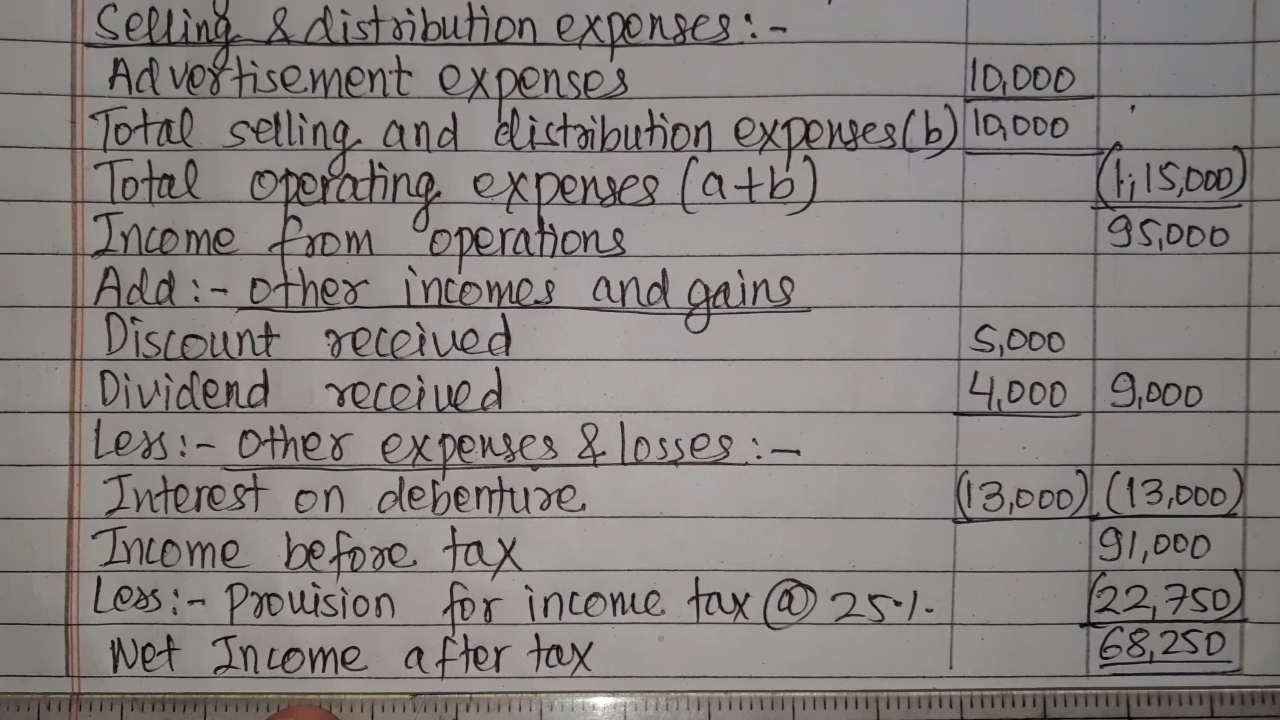 Selling & distribution expenses:-
Advertisement expenses 10,000
Total selling and distribution expenses(b) 10,000
Total operating expenses (a+b) (1,15,000)
Income from operations 95,000
Add:- other incomes and gains
Discount received 5,000
Dividend received 4,000 9,000
Less:- Other expenses & losses:-
Interest on debenture (13,000) (13,000)
Income before tax 91,000
Less:- Provision for income tax @ 25%. (22,750)
Net Income after tax 68,250